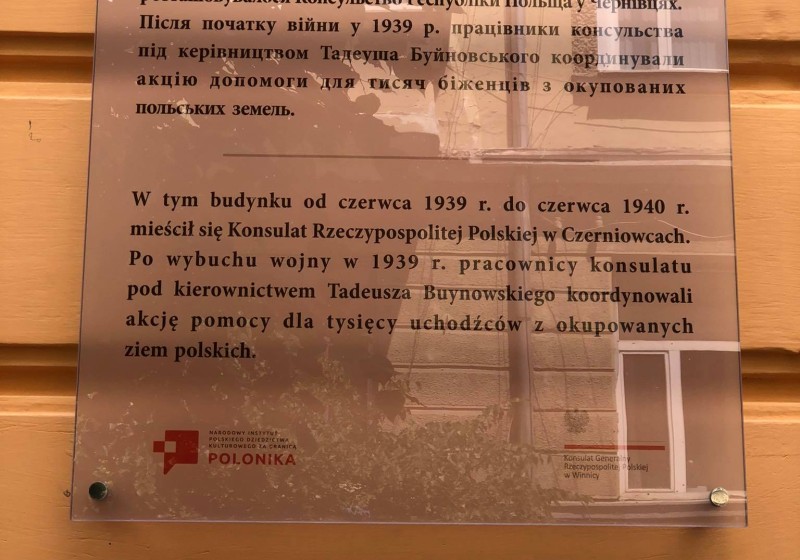 розташовувалося Консульство Республіки Польща у Чернівцях.
Після початку війни у 1939 р. працівники консульства
під керівництвом Тадеуша Буйновського координували
акцію допомоги для тисяч біженців з окупованих
польських земель.
W tym budynku od czerwca 1939 r. do czerwca 1940 r.
mieścił się Konsulat Rzeczypospolitej Polskiej w Czerniowcach.
Po wybuchu wojny w 1939 r. pracownicy konsulatu
pod kierownictwem Tadeusza Buynowskiego koordynowali
akcję pomocy dla tysięcy uchodźców z okupowanych
ziem polskich.
NARODOWY INSTYTUT
POLSKIEGO DZIEDZICTWA
KULTUROWEGO ZA GRANICĄ
POLONIKA
Konsulat Generalny
Rzeczypospolitej Polskiej
w Winnicy